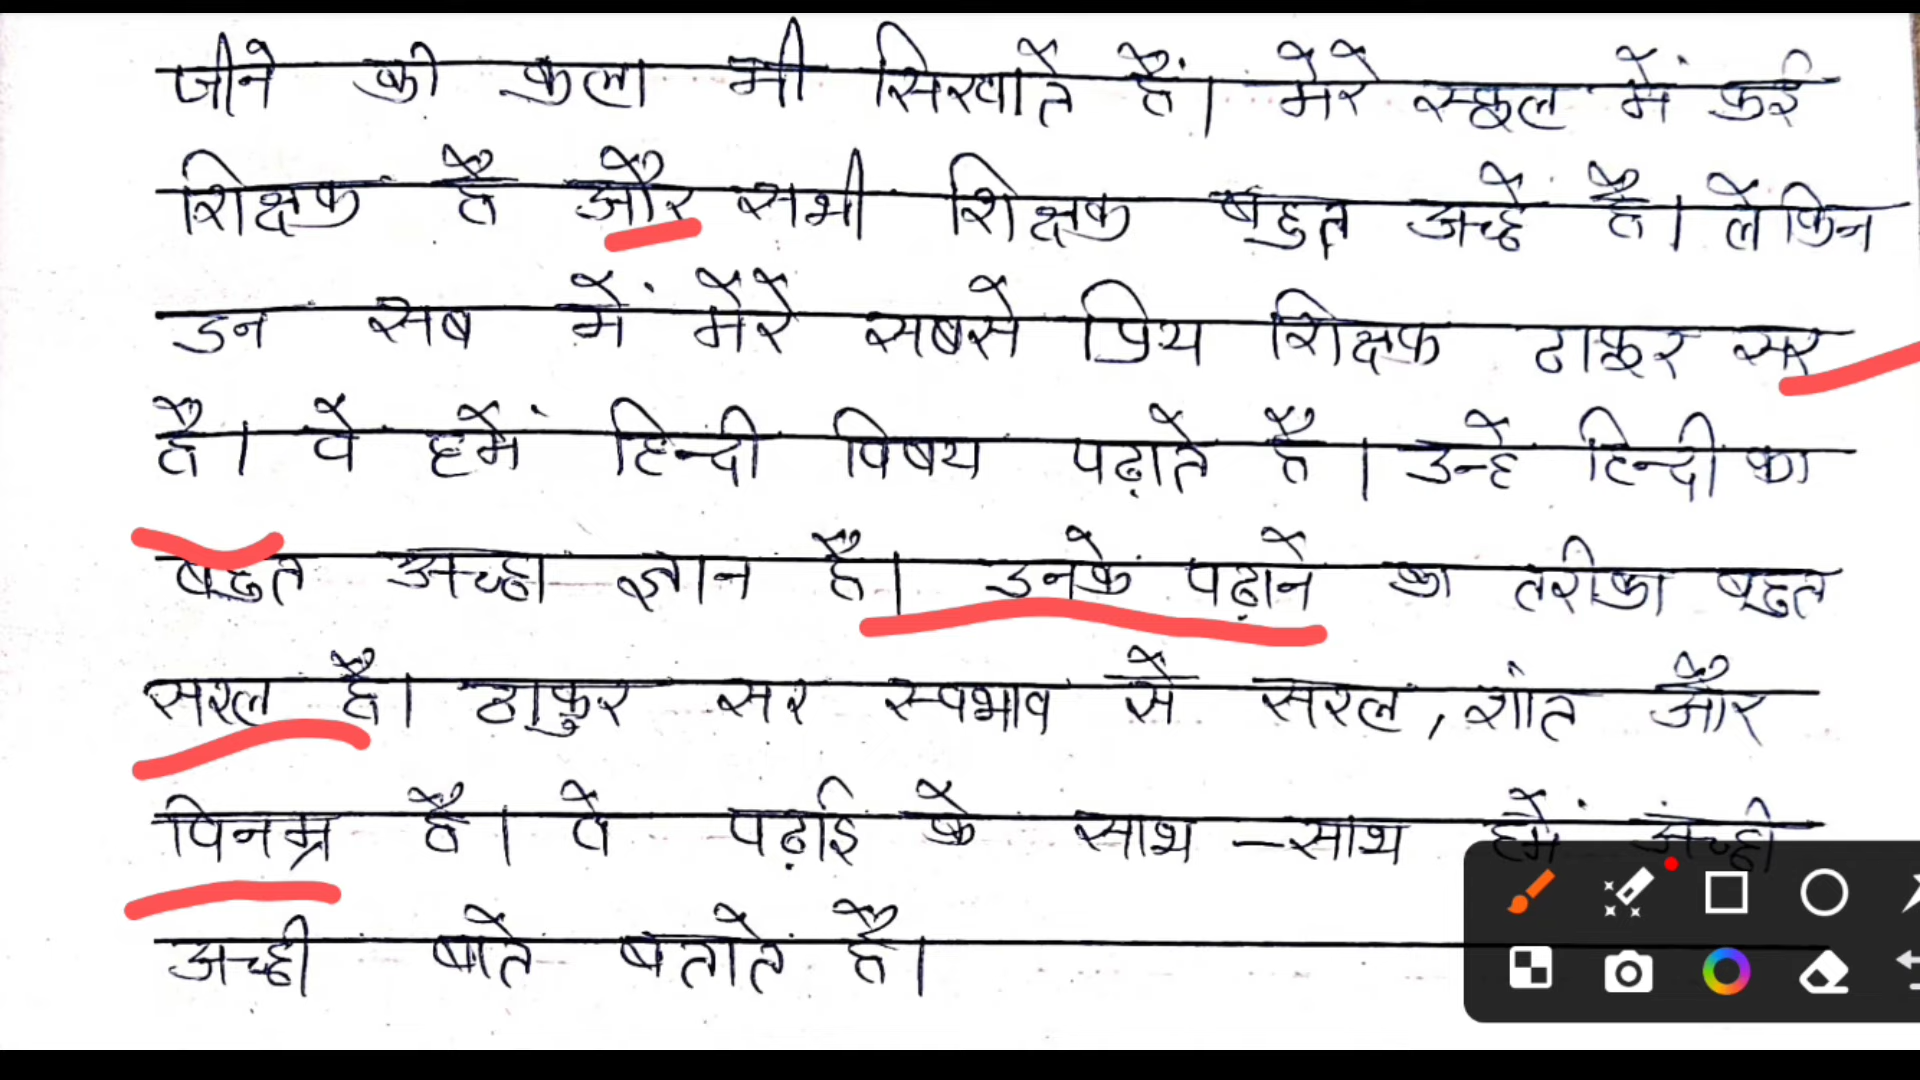 जीने की कला भी सिखाते हैं। मेरे स्कूल में कई
शिक्षक है और सभी शिक्षक बहुत अच्छे है। लेकिन
उन सब में मेरे सबसे प्रिय शिक्षक ठाकुर सर
है। वे हमें हिन्दी विषय पढ़ाते है। उन्हे हिन्दी का
बहुत अच्छा ज्ञान है। उनके पढ़ाने का तरीका बहुत
सरल है। ठाकुर सर स्वभाव से सरल, शांत और
विनम्र है। वे पढ़ाई के साथ-साथ हमें अच्छी
अच्छी बाते बताते है।